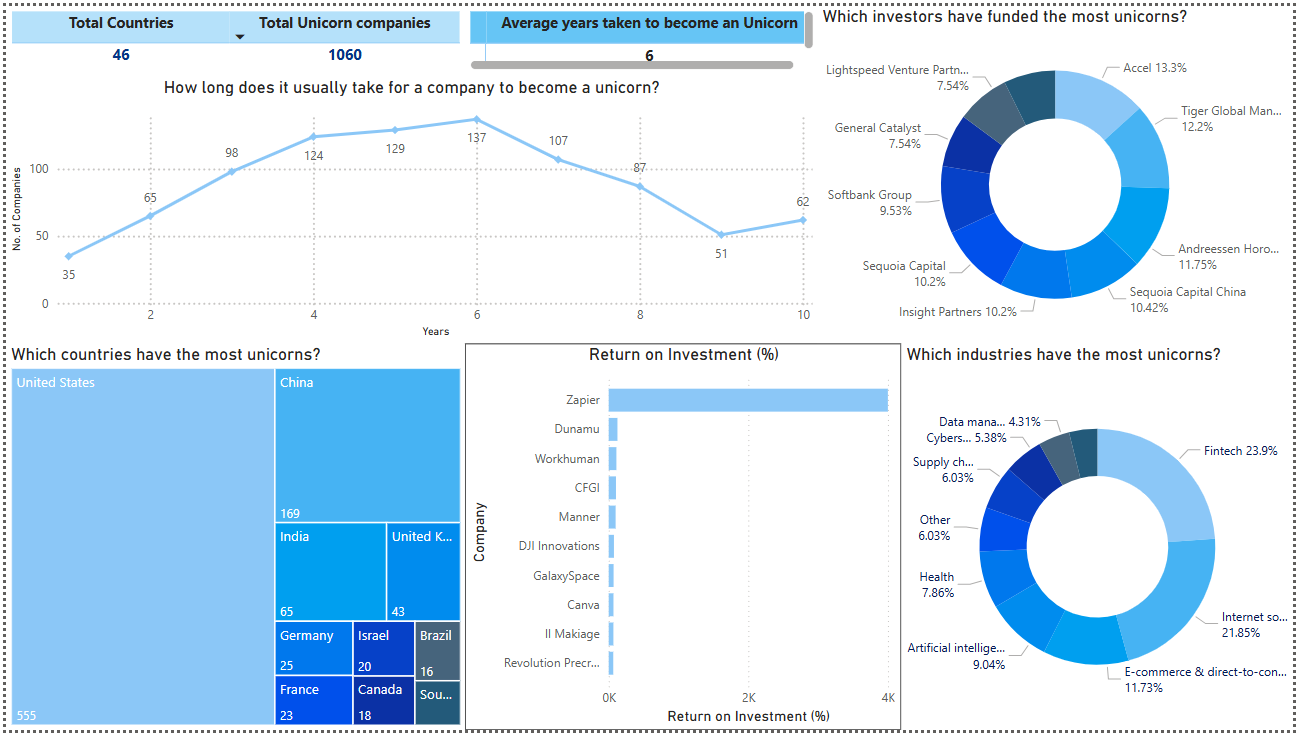 Total Countries
Total Unicorn companies
46
1060
Average years taken to become an Unicorn
6
How long does it usually take for a company to become a unicorn?
No. of Companies
100
50
0
35
65
98
124
129
137
107
87
51
62
2
4
6
8
10
Years
Which investors have funded the most unicorns?
Accel 13.3%
Tiger Global Man...
12.2%
Andreessen Horo...
11.75%
Sequoia Capital China
10.42%
Insight Partners 10.2%
Sequoia Capital
10.2%
Softbank Group
9.53%
General Catalyst
7.54%
Lightspeed Venture Partn...
7.54%
Which countries have the most unicorns?
United States
555
China
169
India
65
United K...
43
Germany
25
Israel
20
Brazil
16
France
23
Canada
18
Sou...
Return on Investment (%)
Company
Zapier
Dunamu
Workhuman
CFGI
Manner
DJI Innovations
GalaxySpace
Canva
Il Makiage
Revolution Precr...
0K
2K
4K
Return on Investment (%)
Which industries have the most unicorns?
Fintech 23.9%
Internet so...
21.85%
E-commerce & direct-to-con...
11.73%
Artificial intellige...
9.04%
Health
7.86%
Other
6.03%
Supply ch...
6.03%
Cybers... 5.38%
Data mana... 4.31%